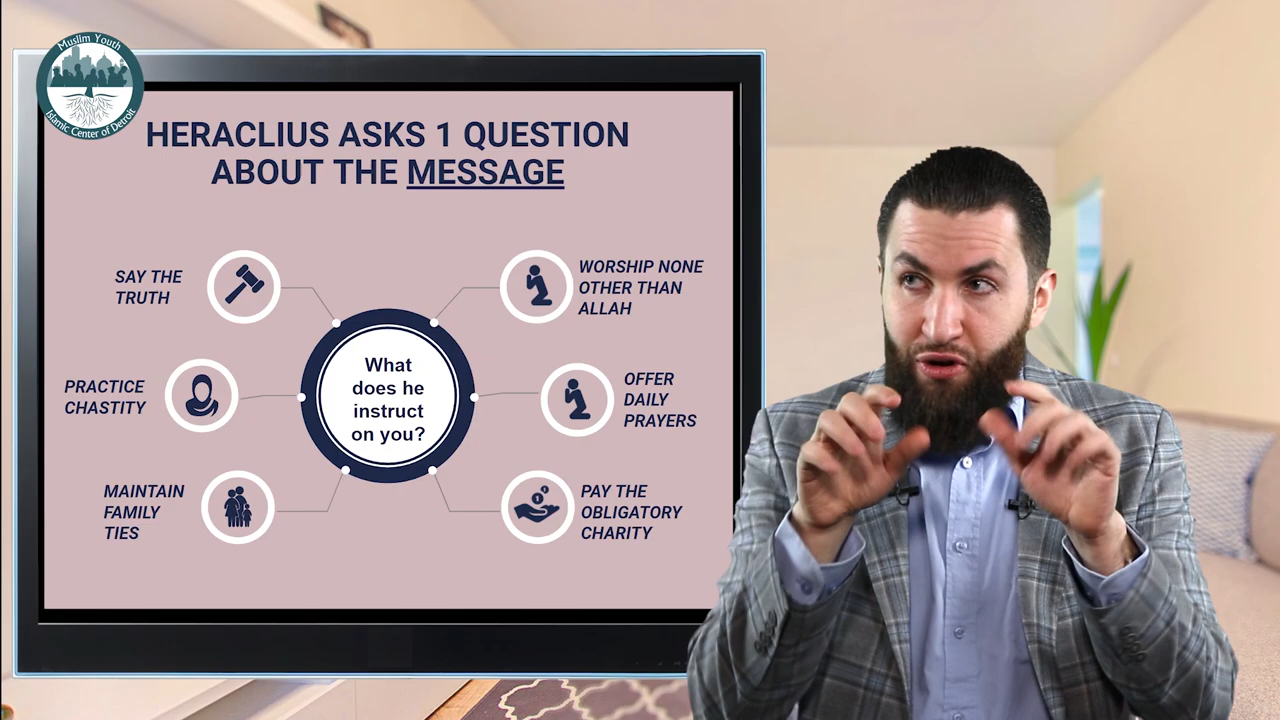 Muslim Youth
Islamic Center of Detroit
HERACLIUS ASKS 1 QUESTION
ABOUT THE MESSAGE
SAY THE
TRUTH
PRACTICE
CHASTITY
MAINTAIN
FAMILY
TIES
What
does he
instruct
on you?
WORSHIP NONE
OTHER THAN
ALLAH
OFFER
DAILY
PRAYERS
PAY THE
OBLIGATORY
CHARITY